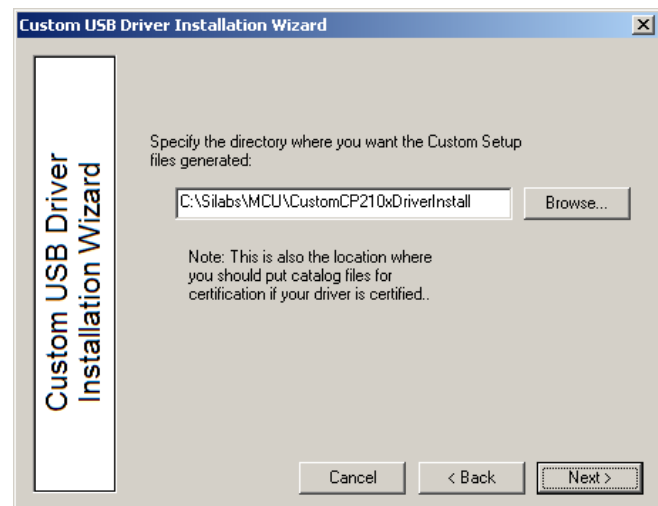 Custom USB Driver Installation Wizard
Custom USB Driver
Installation Wizard
Specify the directory where you want the Custom Setup
files generated:
C:\Silabs\MCU\CustomCP210xDriverInstall
Browse...
Note: This is also the location where
you should put catalog files for
certification if your driver is certified..
Cancel
< Back
Next >